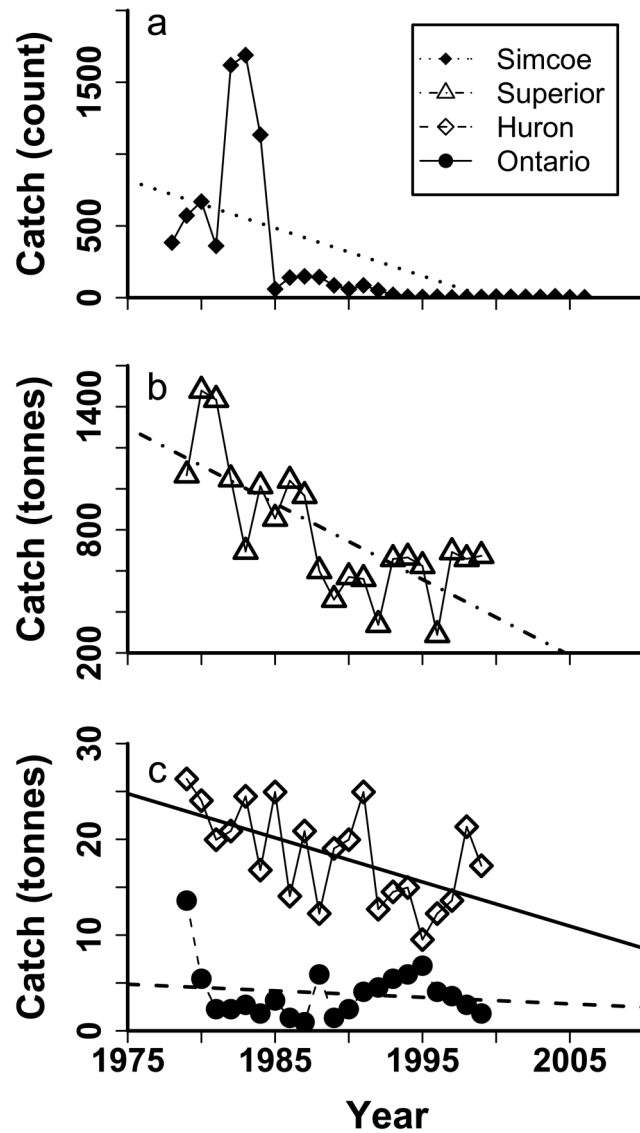 a
Catch (count)
1500
500
0
Simcoe
Superior
Huron
Ontario
b
Catch (tonnes)
1400
800
200
c
Catch (tonnes)
30
20
10
0
1975
1985
1995
2005
Year